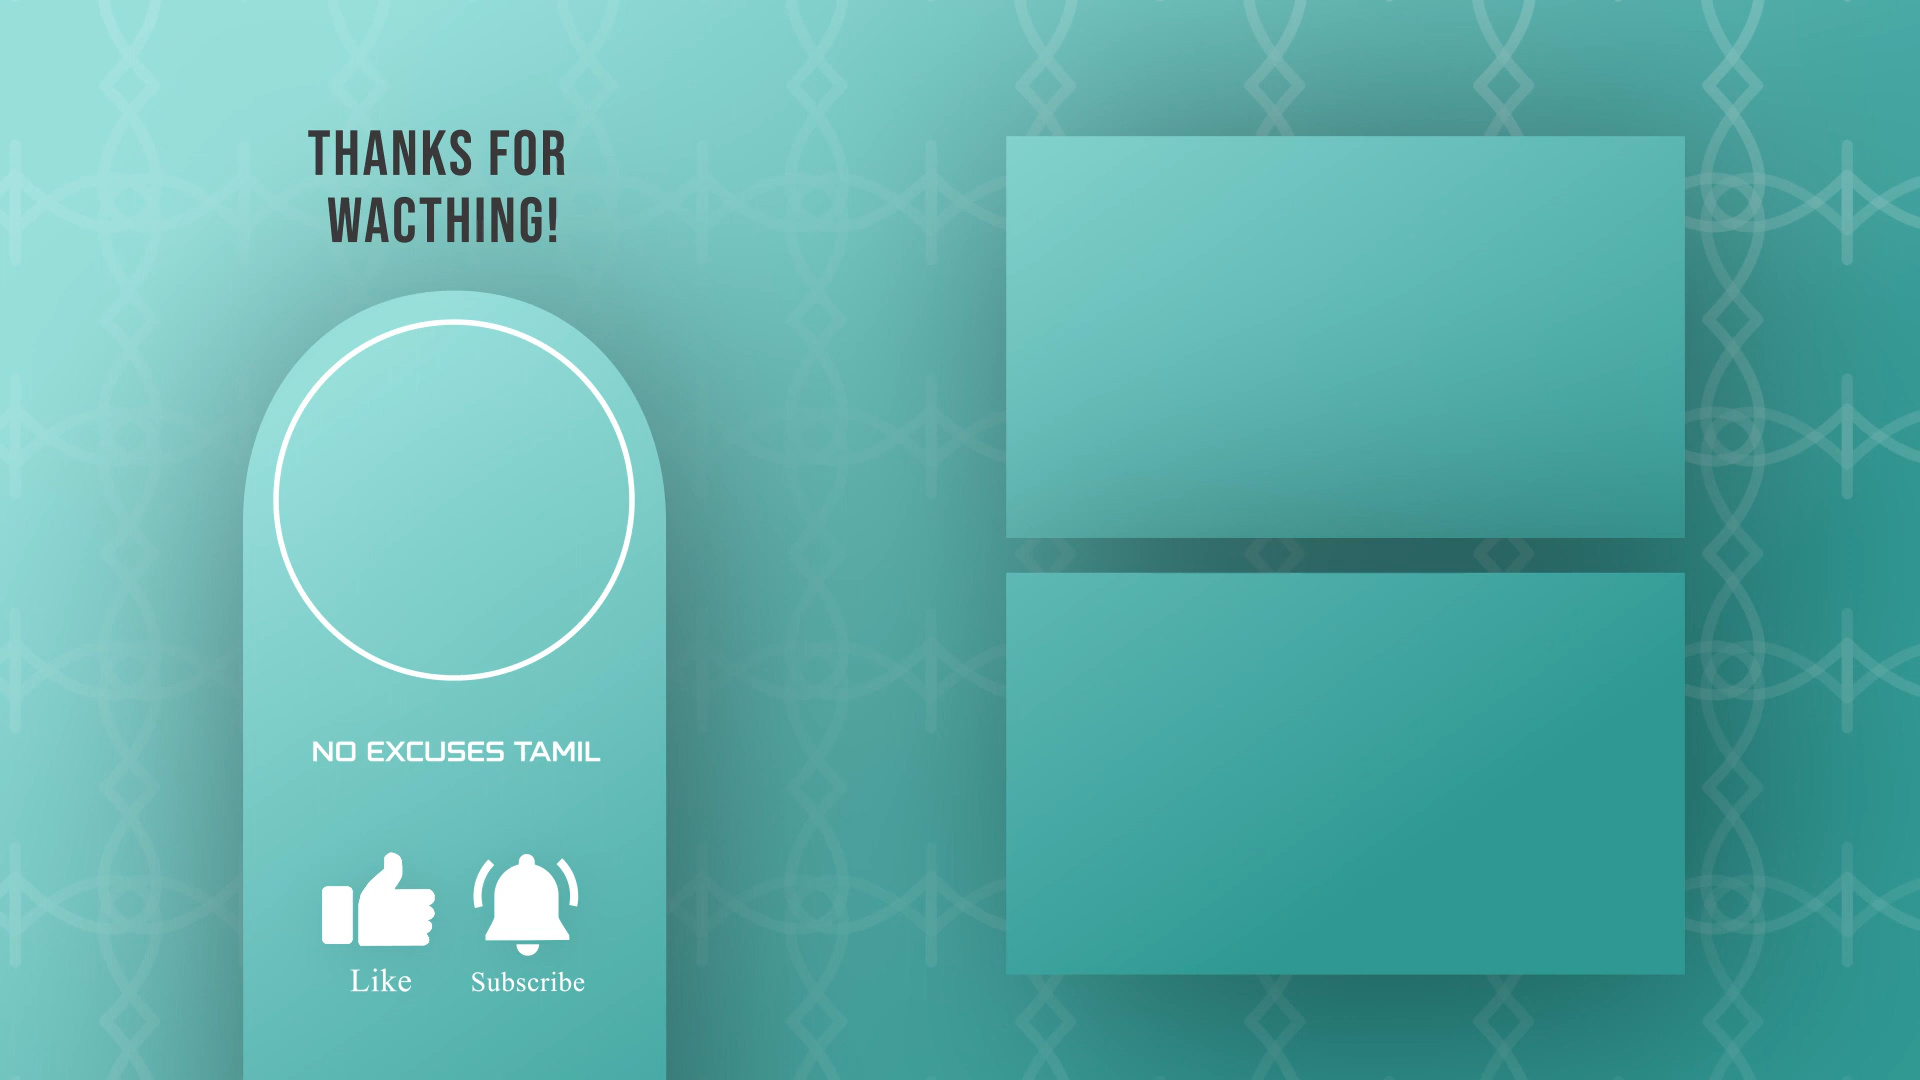 THANKS FOR
WACTHING!
NO EXCUSES TAMIL
Like
Subscribe